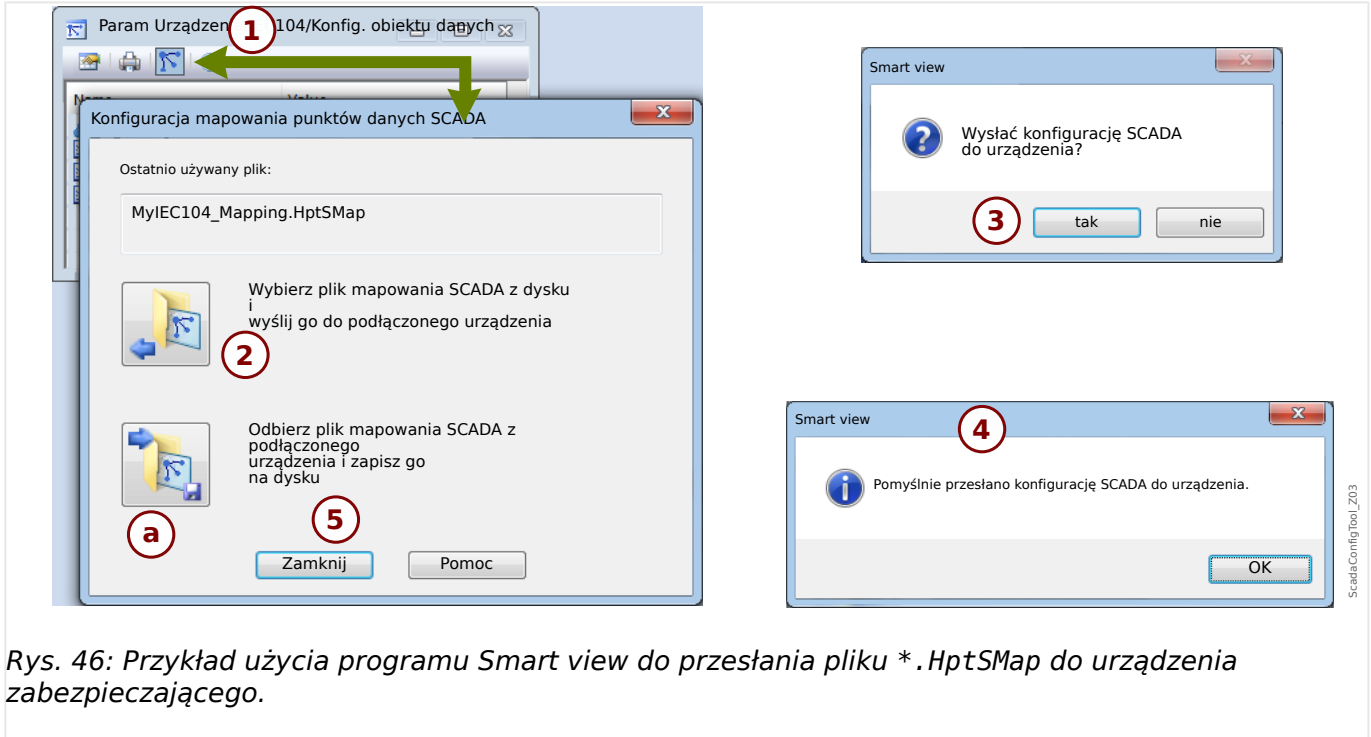 Param Urządzen 104/Konfig. obiektu danych
1
Name Value
Konfiguracja mapowania punktów danych SCADA
Ostatnio używany plik:
MyIEC104_Mapping.HptSMap
Wybierz plik mapowania SCADA z dysku
i
wyślij go do podłączonego urządzenia
2
Odbierz plik mapowania SCADA z
podłączonego
urządzenia i zapisz go
na dysku
a
5
Zamknij Pomoc
Smart view
Wysłać konfigurację SCADA
do urządzenia?
3
tak nie
Smart view
4
Pomyślnie przesłano konfigurację SCADA do urządzenia.
OK
ScadaConfigTool_Z03
Rys. 46: Przykład użycia programu Smart view do przesłania pliku *.HptSMap do urządzenia
zabezpieczającego.